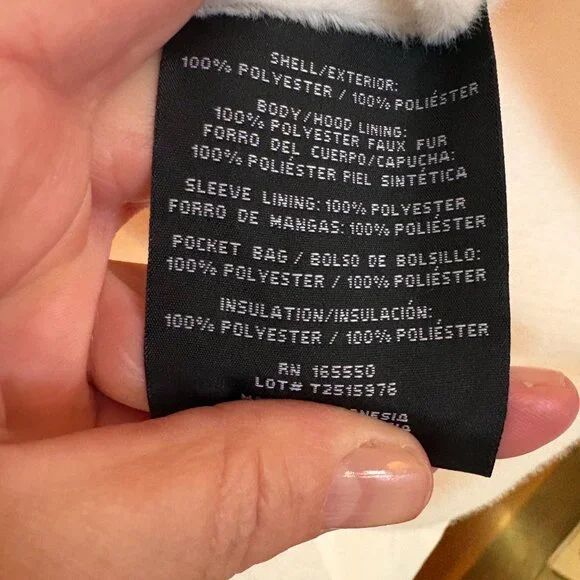 SHELL/EXTERIOR:
100% POLYESTER / 100% POLIÉSTER
BODY/HOOD LINING:
100% POLYESTER FAUX FUR
FORRO DEL CUERPO/CAPUCHA:
100% POLIÉSTER PIEL SINTÉTICA
SLEEVE LINING: 100% POLYESTER
FORRO DE MANGAS: 100% POLIÉSTER
POCKET BAG / BOLSO DE BOLSILLO:
100% POLYESTER / 100% POLIÉSTER
INSULATION/INSULACIÓN:
100% POLYESTER / 100% POLIÉSTER
RN 165550
LOT# T2515976